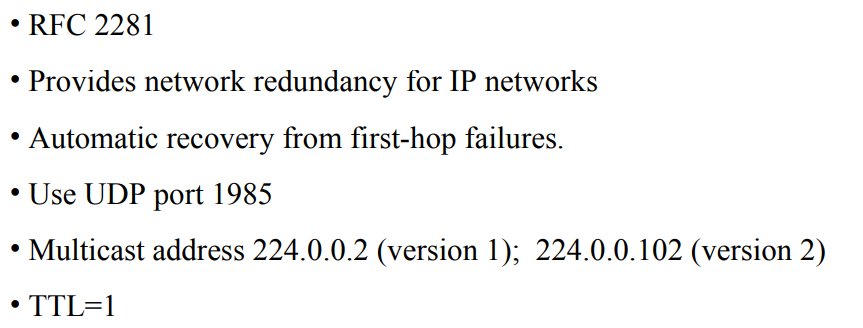 • RFC 2281
• Provides network redundancy for IP networks
• Automatic recovery from first-hop failures.
• Use UDP port 1985
• Multicast address 224.0.0.2 (version 1);  224.0.0.102 (version 2)
• TTL=1